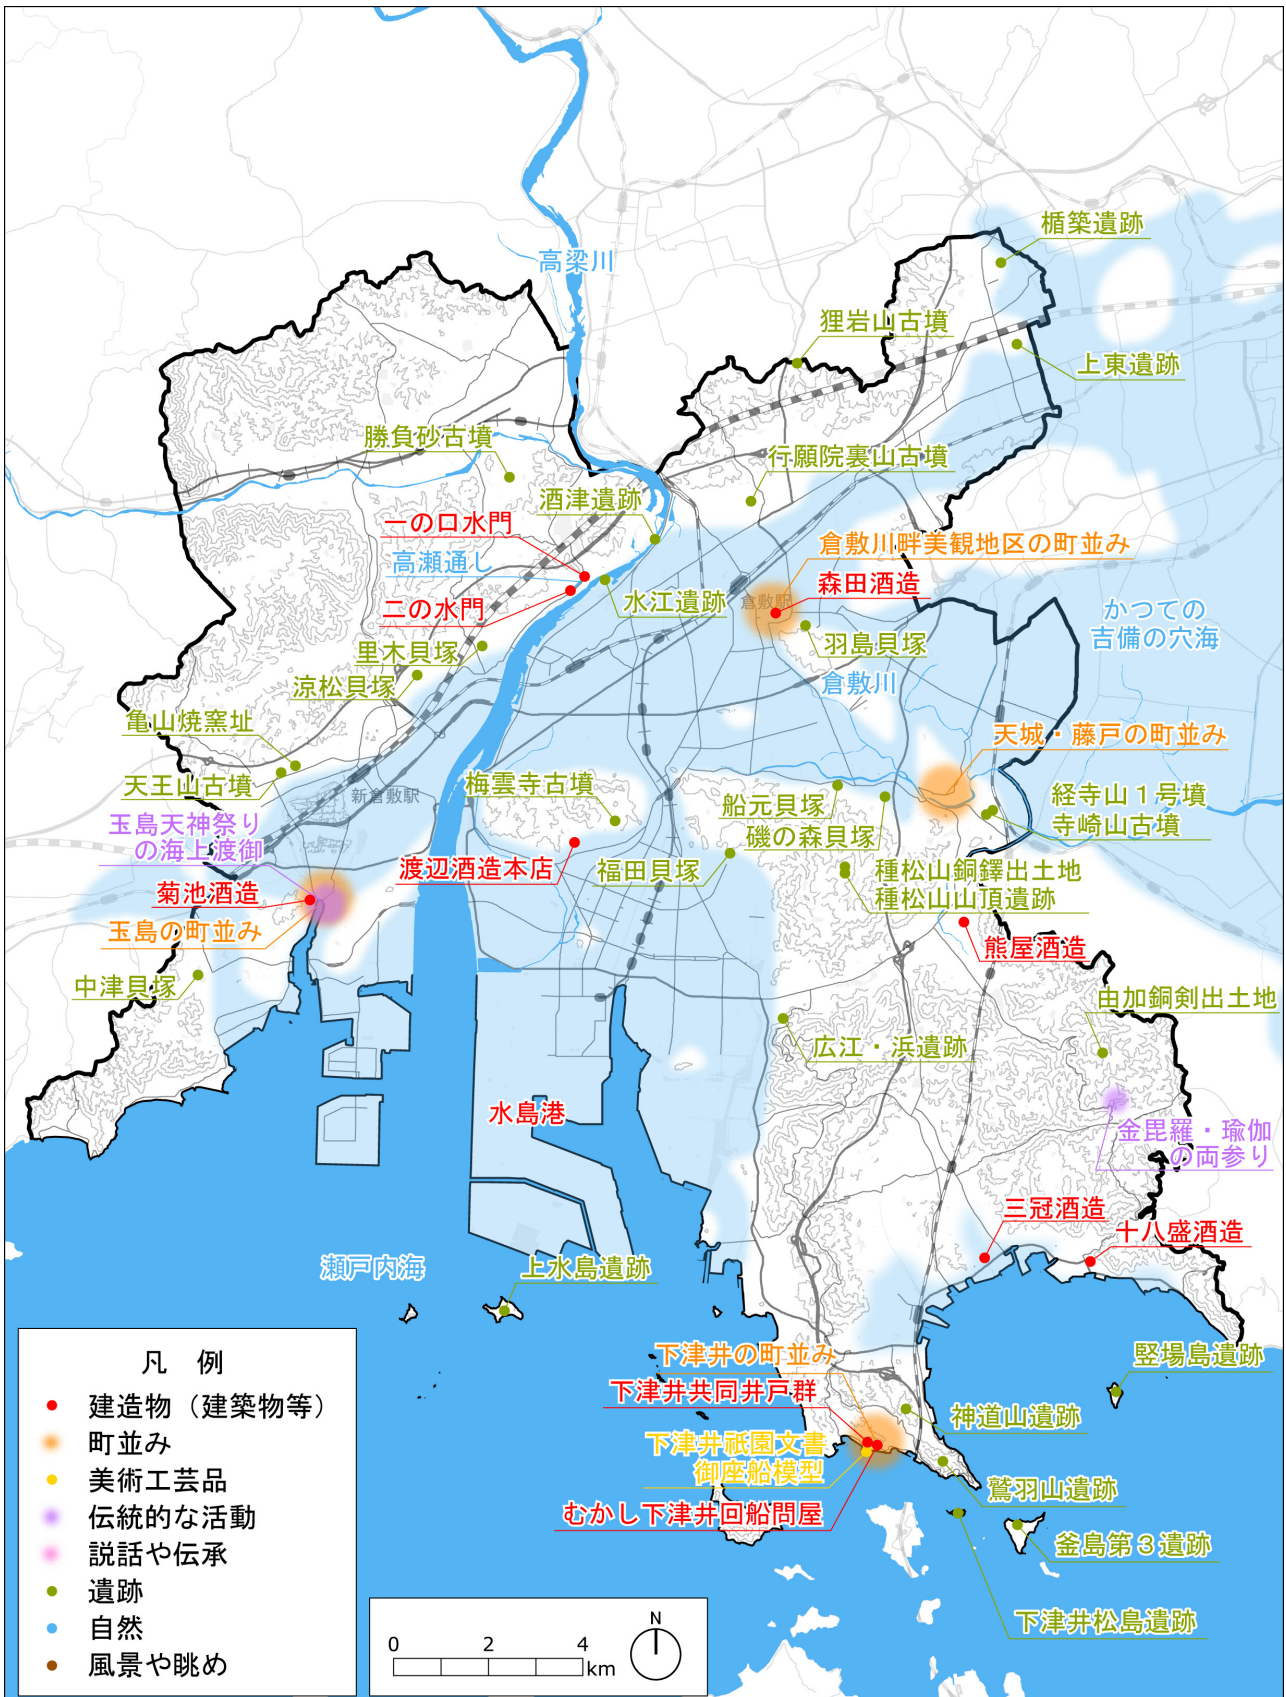 楯築遺跡
高梁川
狸岩山古墳
上東遺跡
勝負砂古墳
行願院裏山古墳
酒津遺跡
一の口水門
高瀬通し
二の水門
倉敷川畔美観地区の町並み
森田酒造
倉敷駅
水江遺跡
かつての
吉備の穴海
羽島貝塚
里木貝塚
涼松貝塚
倉敷川
亀山焼窯址
天王山古墳
天城・藤戸の町並み
新倉敷駅
梅雲寺古墳
船元貝塚
磯の森貝塚
経寺山1号墳
寺崎山古墳
玉島天神祭り
の海上渡御
菊池酒造
玉島の町並み
渡辺酒造本店
福田貝塚
種松山銅鐸出土地
種松山山頂遺跡
熊屋酒造
中津貝塚
由加銅剣出土地
広江・浜遺跡
水島港
金毘羅・瑜伽
の両参り
三冠酒造
十八盛酒造
瀬戸内海
上水島遺跡
下津井の町並み
下津井共同井戸群
竪場島遺跡
神道山遺跡
下津井祇園文書
御座船模型
むかし下津井回船問屋
鷲羽山遺跡
釜島第3遺跡
下津井松島遺跡
凡 例
建造物（建築物等）
町並み
美術工芸品
伝統的な活動
説話や伝承
遺跡
自然
風景や眺め
0 2 4
km
N